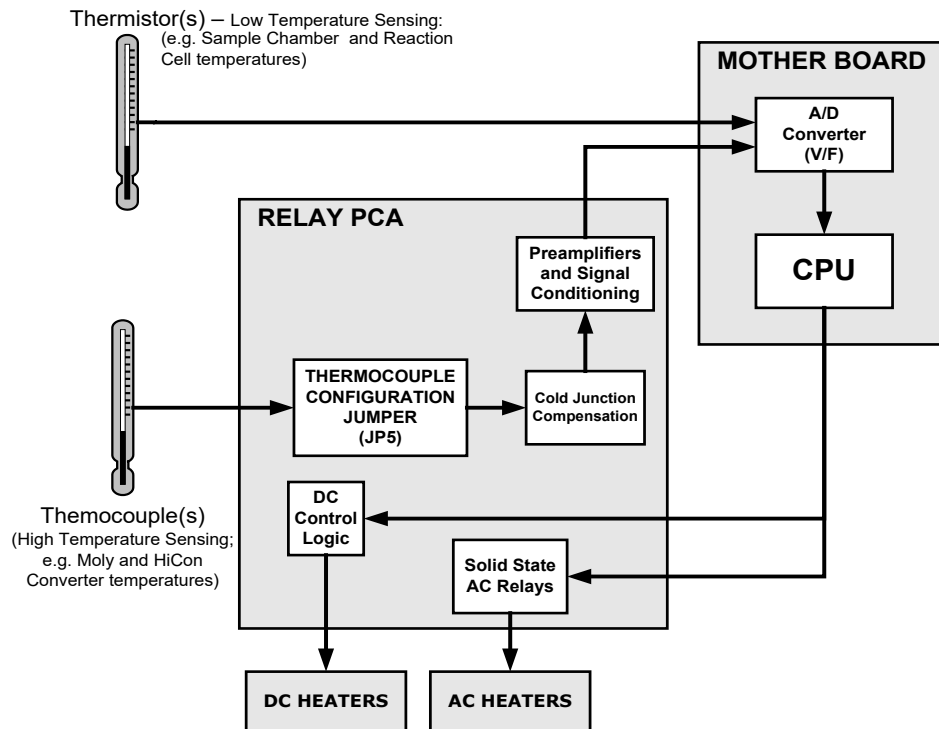 Thermistor(s) – Low Temperature Sensing:
(e.g. Sample Chamber and Reaction
Cell temperatures)
MOTHER BOARD
A/D
Converter
(V/F)
CPU
RELAY PCA
Preamplifiers
and Signal
Conditioning
THERMOCOUPLE
CONFIGURATION
JUMPER
(JP5)
Cold Junction
Compensation
Themocouple(s)
(High Temperature Sensing;
e.g. Moly and HiCon
Converter temperatures)
DC
Control
Logic
Solid State
AC Relays
DC HEATERS
AC HEATERS